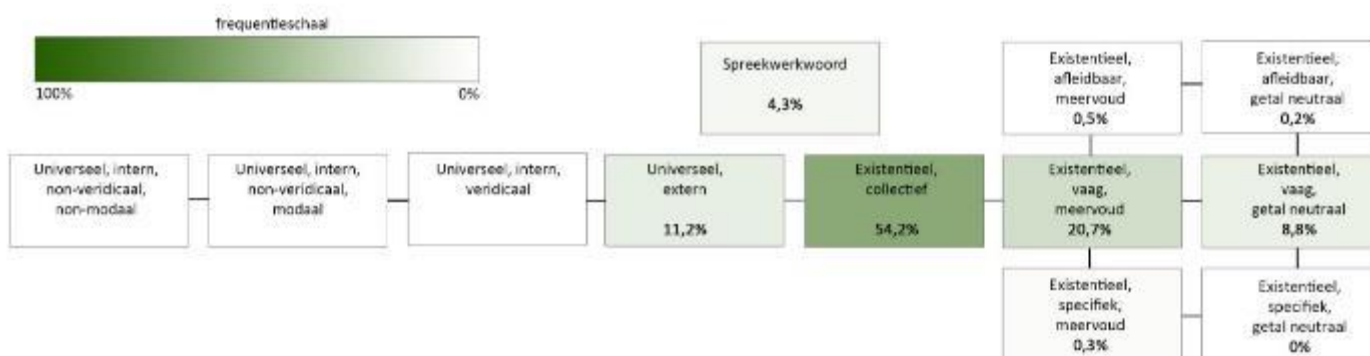 frequentieschaal
100%
0%
Spreekwerkwoord
4,3%
Existentieel,
afleidbaar,
meervoud
0,5%
Existentieel,
afleidbaar,
getal neutraal
0,2%
Universeel, intern,
non-veridicaal,
non-modaal
Universeel, intern,
non-veridicaal,
modaal
Universeel, intern,
veridicaal
Universeel,
extern
11,2%
Existentieel,
collectief
54,2%
Existentieel,
vaag,
meervoud
20,7%
Existentieel,
vaag,
getal neutraal
8,8%
Existentieel,
specifiek,
meervoud
0,3%
Existentieel,
specifiek,
getal neutraal
0%